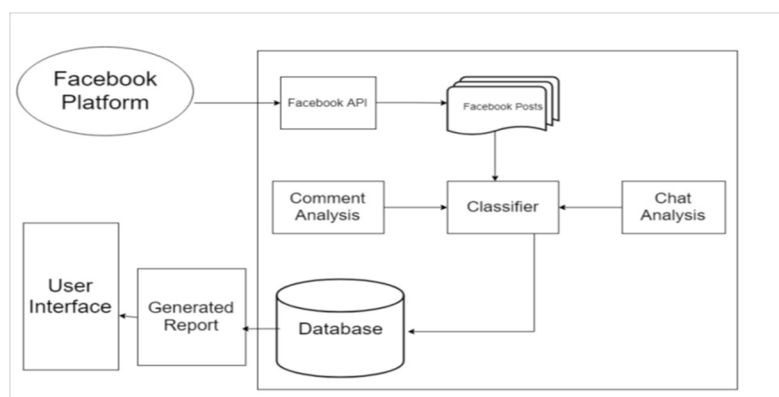 Facebook
Platform
Facebook API
Facebook Posts
Comment
Analysis
Classifier
Chat
Analysis
User
Interface
Generated
Report
Database